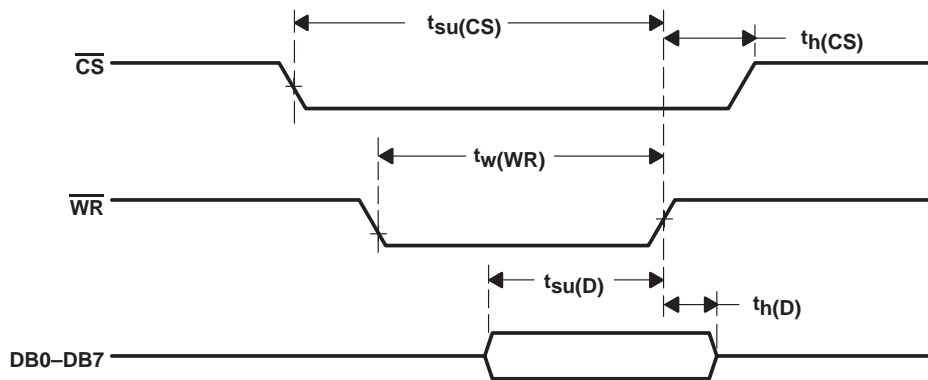 tsu(CS)
th(CS)
CS
tw(WR)
WR
tsu(D)
th(D)
DB0–DB7